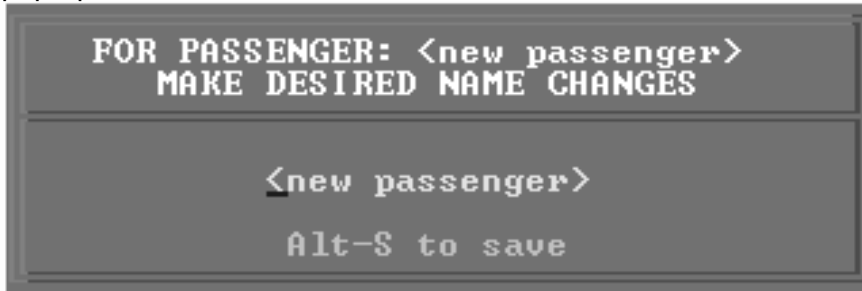 FOR PASSENGER: <new passenger>
MAKE DESIRED NAME CHANGES
<new passenger>
Alt-S to save